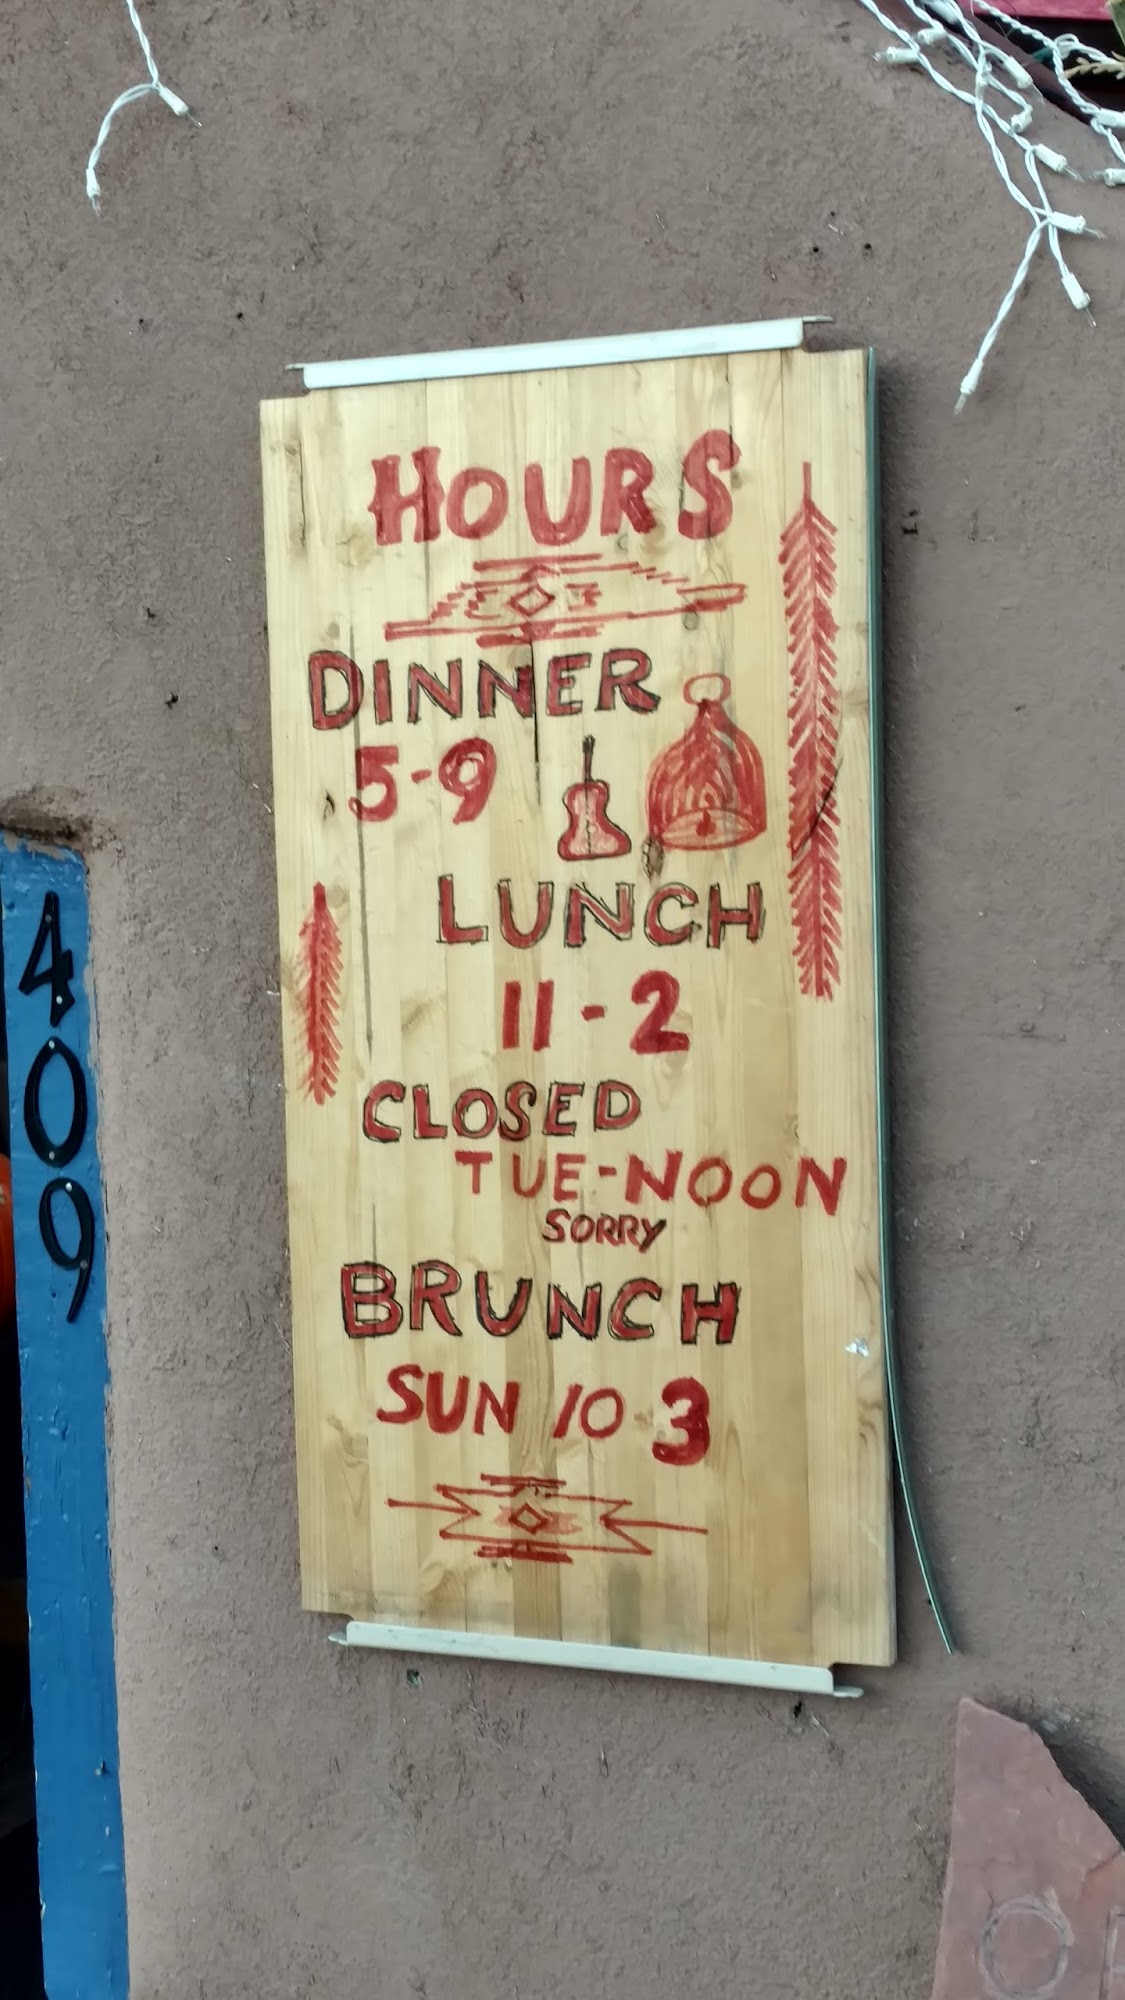 HOURS
DINNER
5-9
LUNCH
11-2
CLOSED
TUE-NOON
SORRY
BRUNCH
SUN 10-3
409